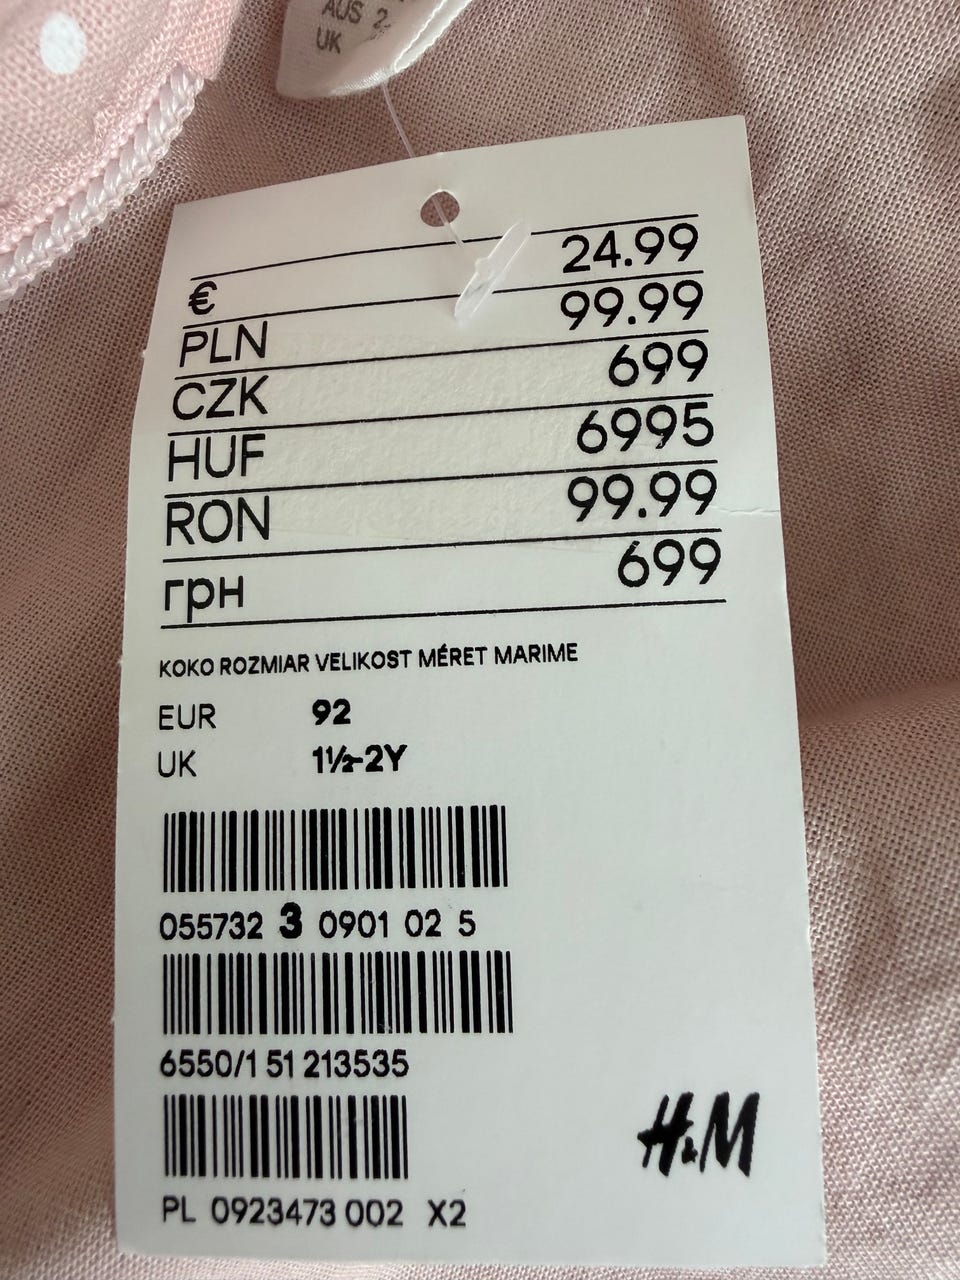 AUS 2-
UK
€ 24.99
PLN 99.99
CZK 699
HUF 6995
RON 99.99
грн 699
KOKO ROZMIAR VELIKOST MÉRET MARIME
EUR 92
UK 1½-2Y
055732 3 0901 02 5
6550/1 51 213535
H&M
PL 0923473 002 X2